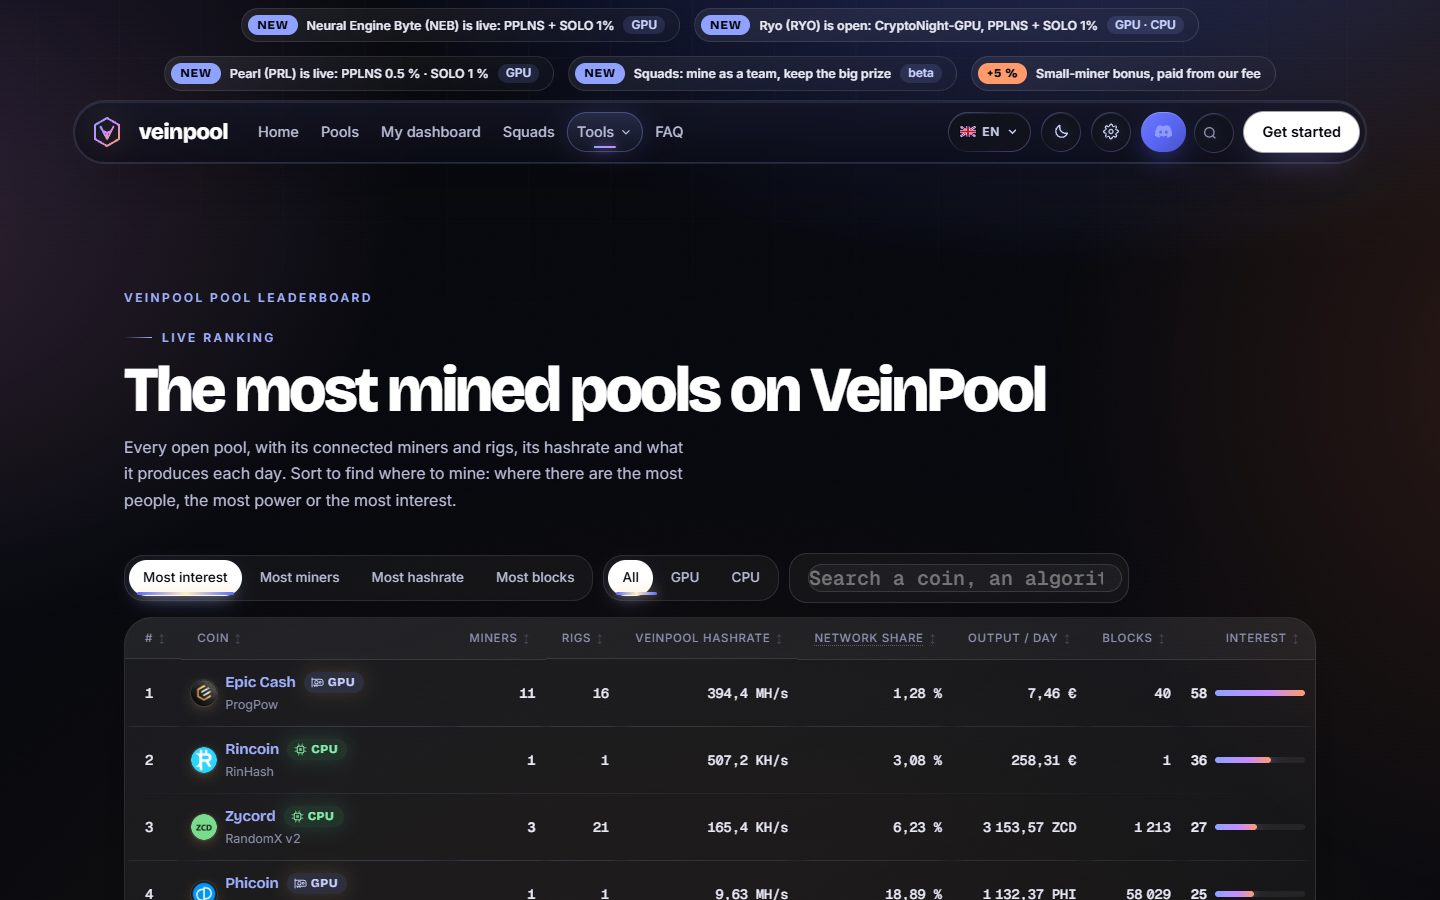 NEW Neural Engine Byte (NEB) is live: PPLNS + SOLO 1% GPU
NEW Ryo (RYO) is open: CryptoNight-GPU, PPLNS + SOLO 1% GPU · CPU
NEW Pearl (PRL) is live: PPLNS 0.5 % · SOLO 1 % GPU
NEW Squads: mine as a team, keep the big prize beta
+5 % Small-miner bonus, paid from our fee
veinpool Home Pools My dashboard Squads Tools FAQ EN Get started
VEINPOOL POOL LEADERBOARD
LIVE RANKING
The most mined pools on VeinPool
Every open pool, with its connected miners and rigs, its hashrate and what
it produces each day. Sort to find where to mine: where there are the most
people, the most power or the most interest.
Most interest Most miners Most hashrate Most blocks All GPU CPU Search a coin, an algorit
# COIN MINERS RIGS VEINPOOL HASHRATE NETWORK SHARE OUTPUT / DAY BLOCKS INTEREST
1 Epic Cash GPU 11 16 394,4 MH/s 1,28 % 7,46 € 40 58
ProgPow
2 Rincoin CPU 1 1 507,2 KH/s 3,08 % 258,31 € 1 36
RinHash
3 Zycord CPU 3 21 165,4 KH/s 6,23 % 3 153,57 ZCD 1 213 27
RandomX v2
4 Phicoin GPU 1 1 9,63 MH/s 18,89 % 1 132,37 PHI 58 029 25